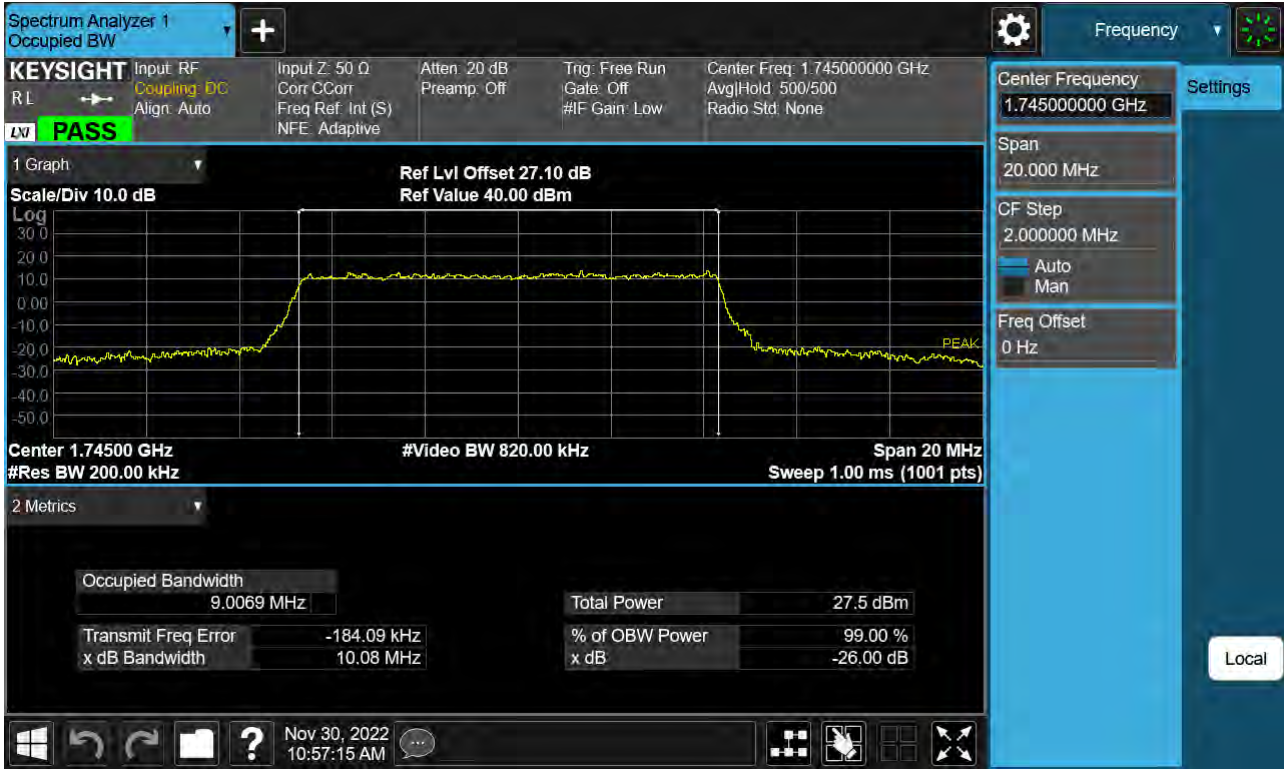 Spectrum Analyzer 1
Occupied BW
Frequency
KEYSIGHT
R L
LXI
PASS
Input: RF
Coupling: DC
Align: Auto
Input Z: 50 Ω
Corr CCorr
Freq Ref: Int (S)
NFE: Adaptive
Atten: 20 dB
Preamp: Off
Trig: Free Run
Gate: Off
#IF Gain: Low
Center Freq: 1.745000000 GHz
Avg|Hold: 500/500
Radio Std: None
1 Graph
Scale/Div 10.0 dB
Ref Lvl Offset 27.10 dB
Ref Value 40.00 dBm
Log
30.0
20.0
10.0
0.00
-10.0
-20.0
-30.0
-40.0
-50.0
PEAK
Center 1.74500 GHz
#Video BW 820.00 kHz
Span 20 MHz
#Res BW 200.00 kHz
Sweep 1.00 ms (1001 pts)
2 Metrics
Occupied Bandwidth
9.0069 MHz
Transmit Freq Error -184.09 kHz
x dB Bandwidth 10.08 MHz
Total Power 27.5 dBm
% of OBW Power 99.00 %
x dB -26.00 dB
Center Frequency
1.745000000 GHz
Span
20.000 MHz
CF Step
2.000000 MHz
Auto
Man
Freq Offset
0 Hz
Settings
Local
?
Nov 30, 2022
10:57:15 AM